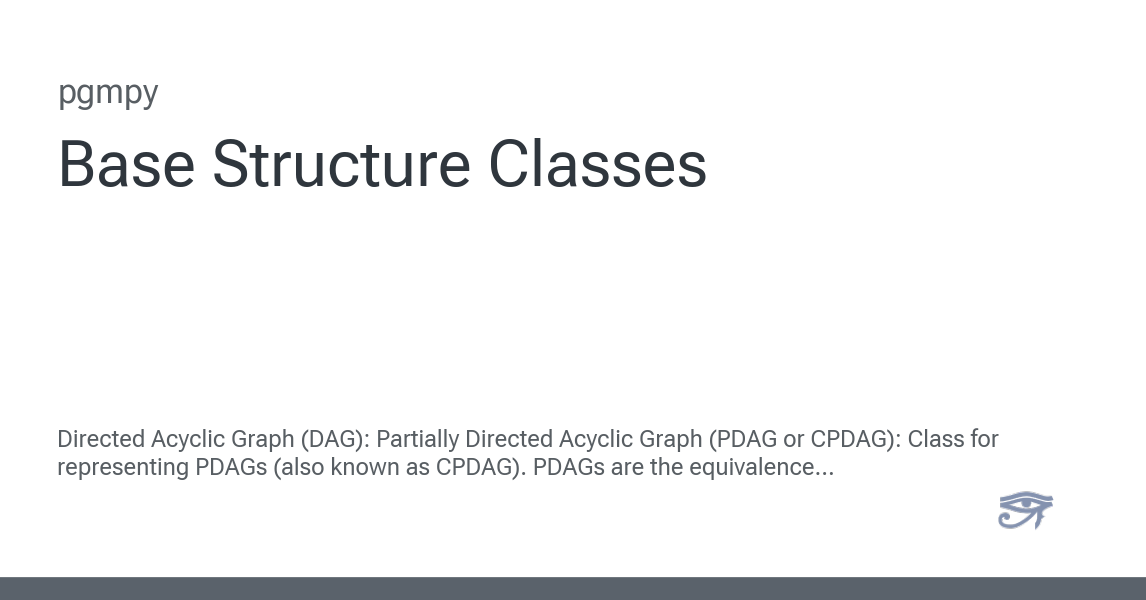 pgmpy
Base Structure Classes
Directed Acyclic Graph (DAG): Partially Directed Acyclic Graph (PDAG or CPDAG): Class for
representing PDAGs (also known as CPDAG). PDAGs are the equivalence...